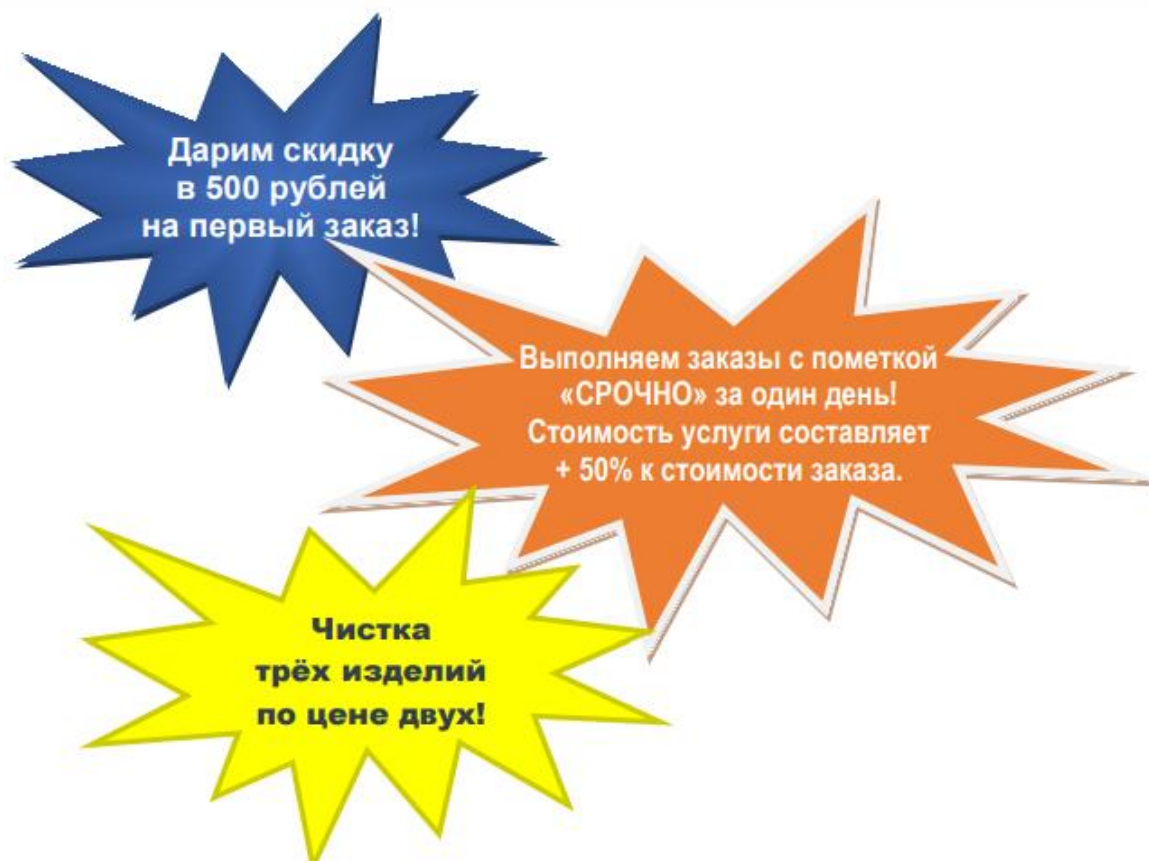 Дарим скидку
в 500 рублей
на первый заказ!
Выполняем заказы с пометкой
«СРОЧНО» за один день!
Стоимость услуги составляет
+ 50% к стоимости заказа.
Чистка
трёх изделий
по цене двух!